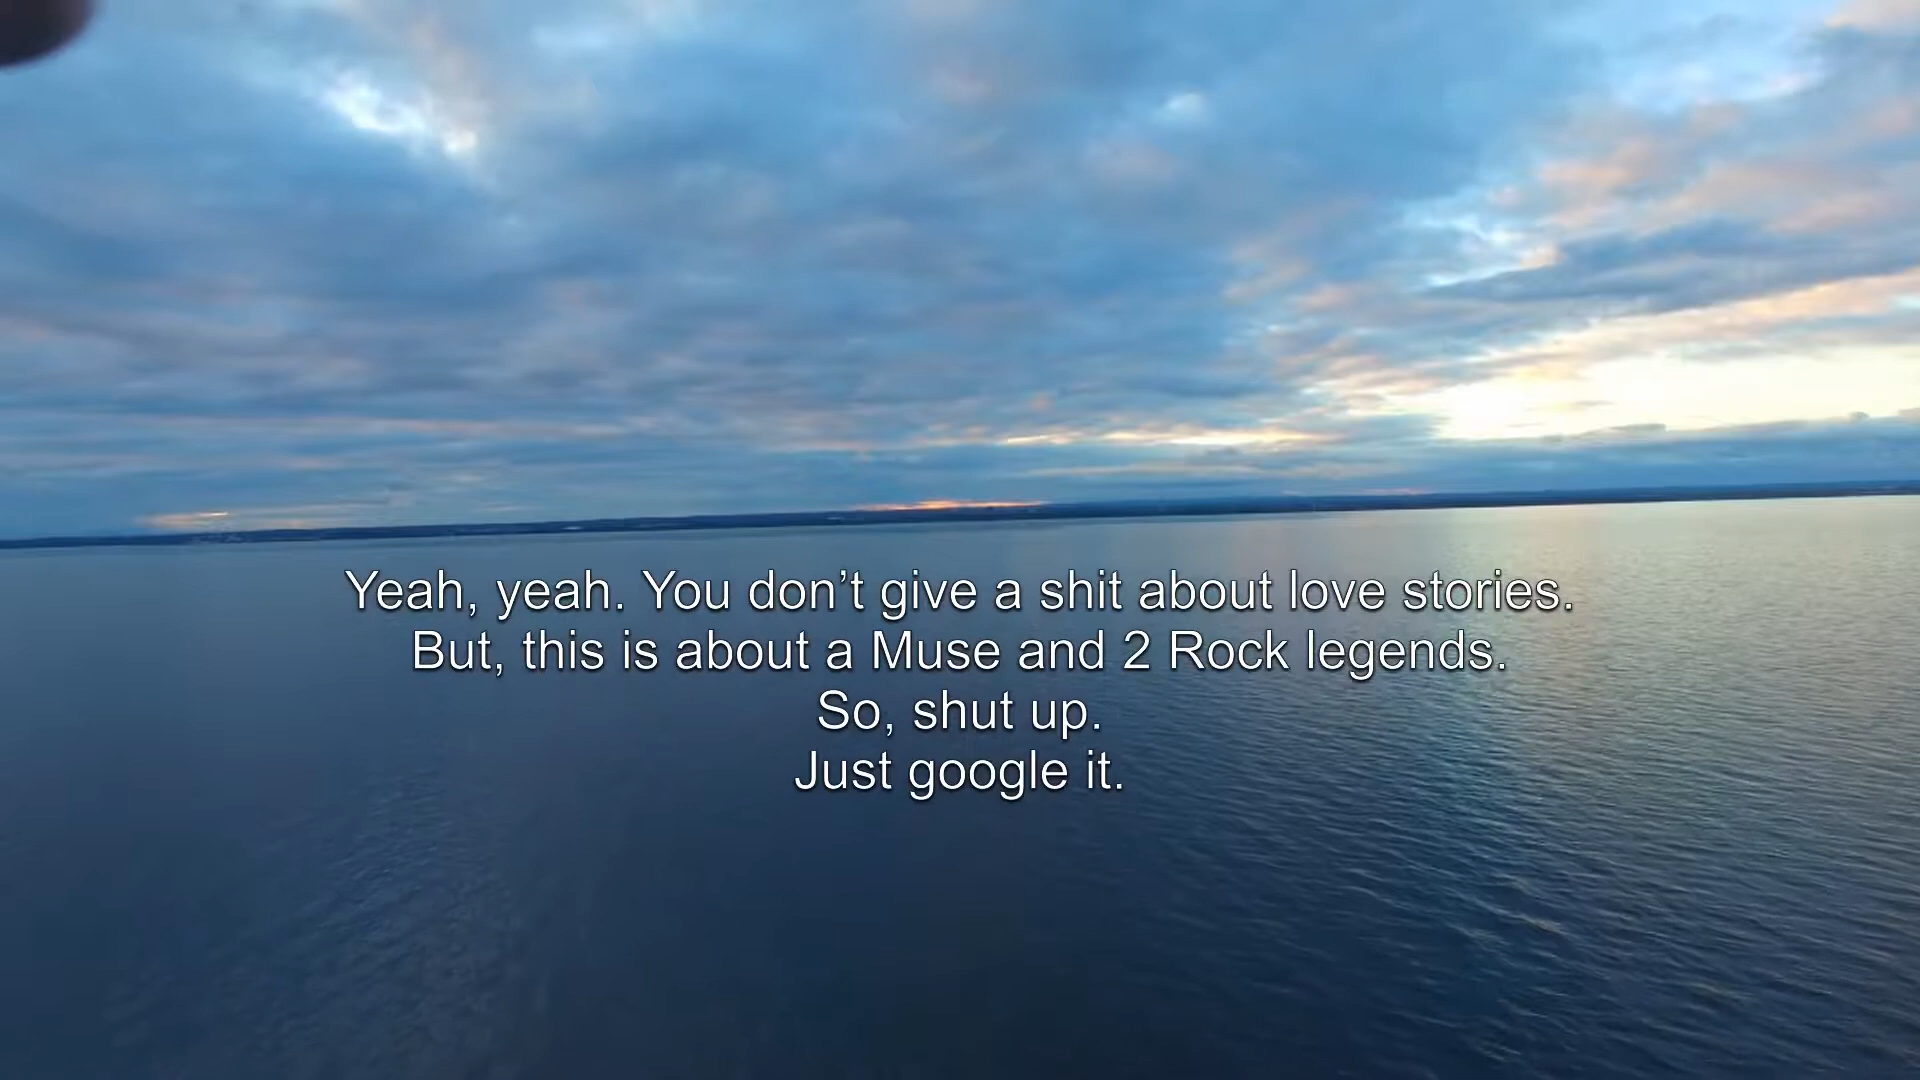 Yeah, yeah. You don’t give a shit about love stories.
But, this is about a Muse and 2 Rock legends.
So, shut up.
Just google it.